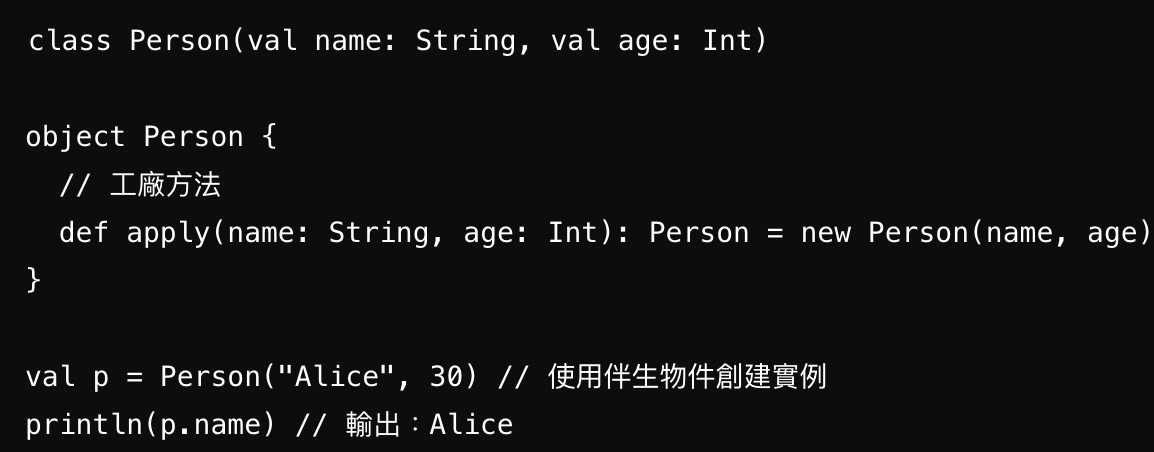 class Person(val name: String, val age: Int)
object Person {
// 工廠方法
def apply(name: String, age: Int): Person = new Person(name, age)
}
val p = Person("Alice", 30) // 使用伴生物件創建實例
println(p.name) // 輸出：Alice